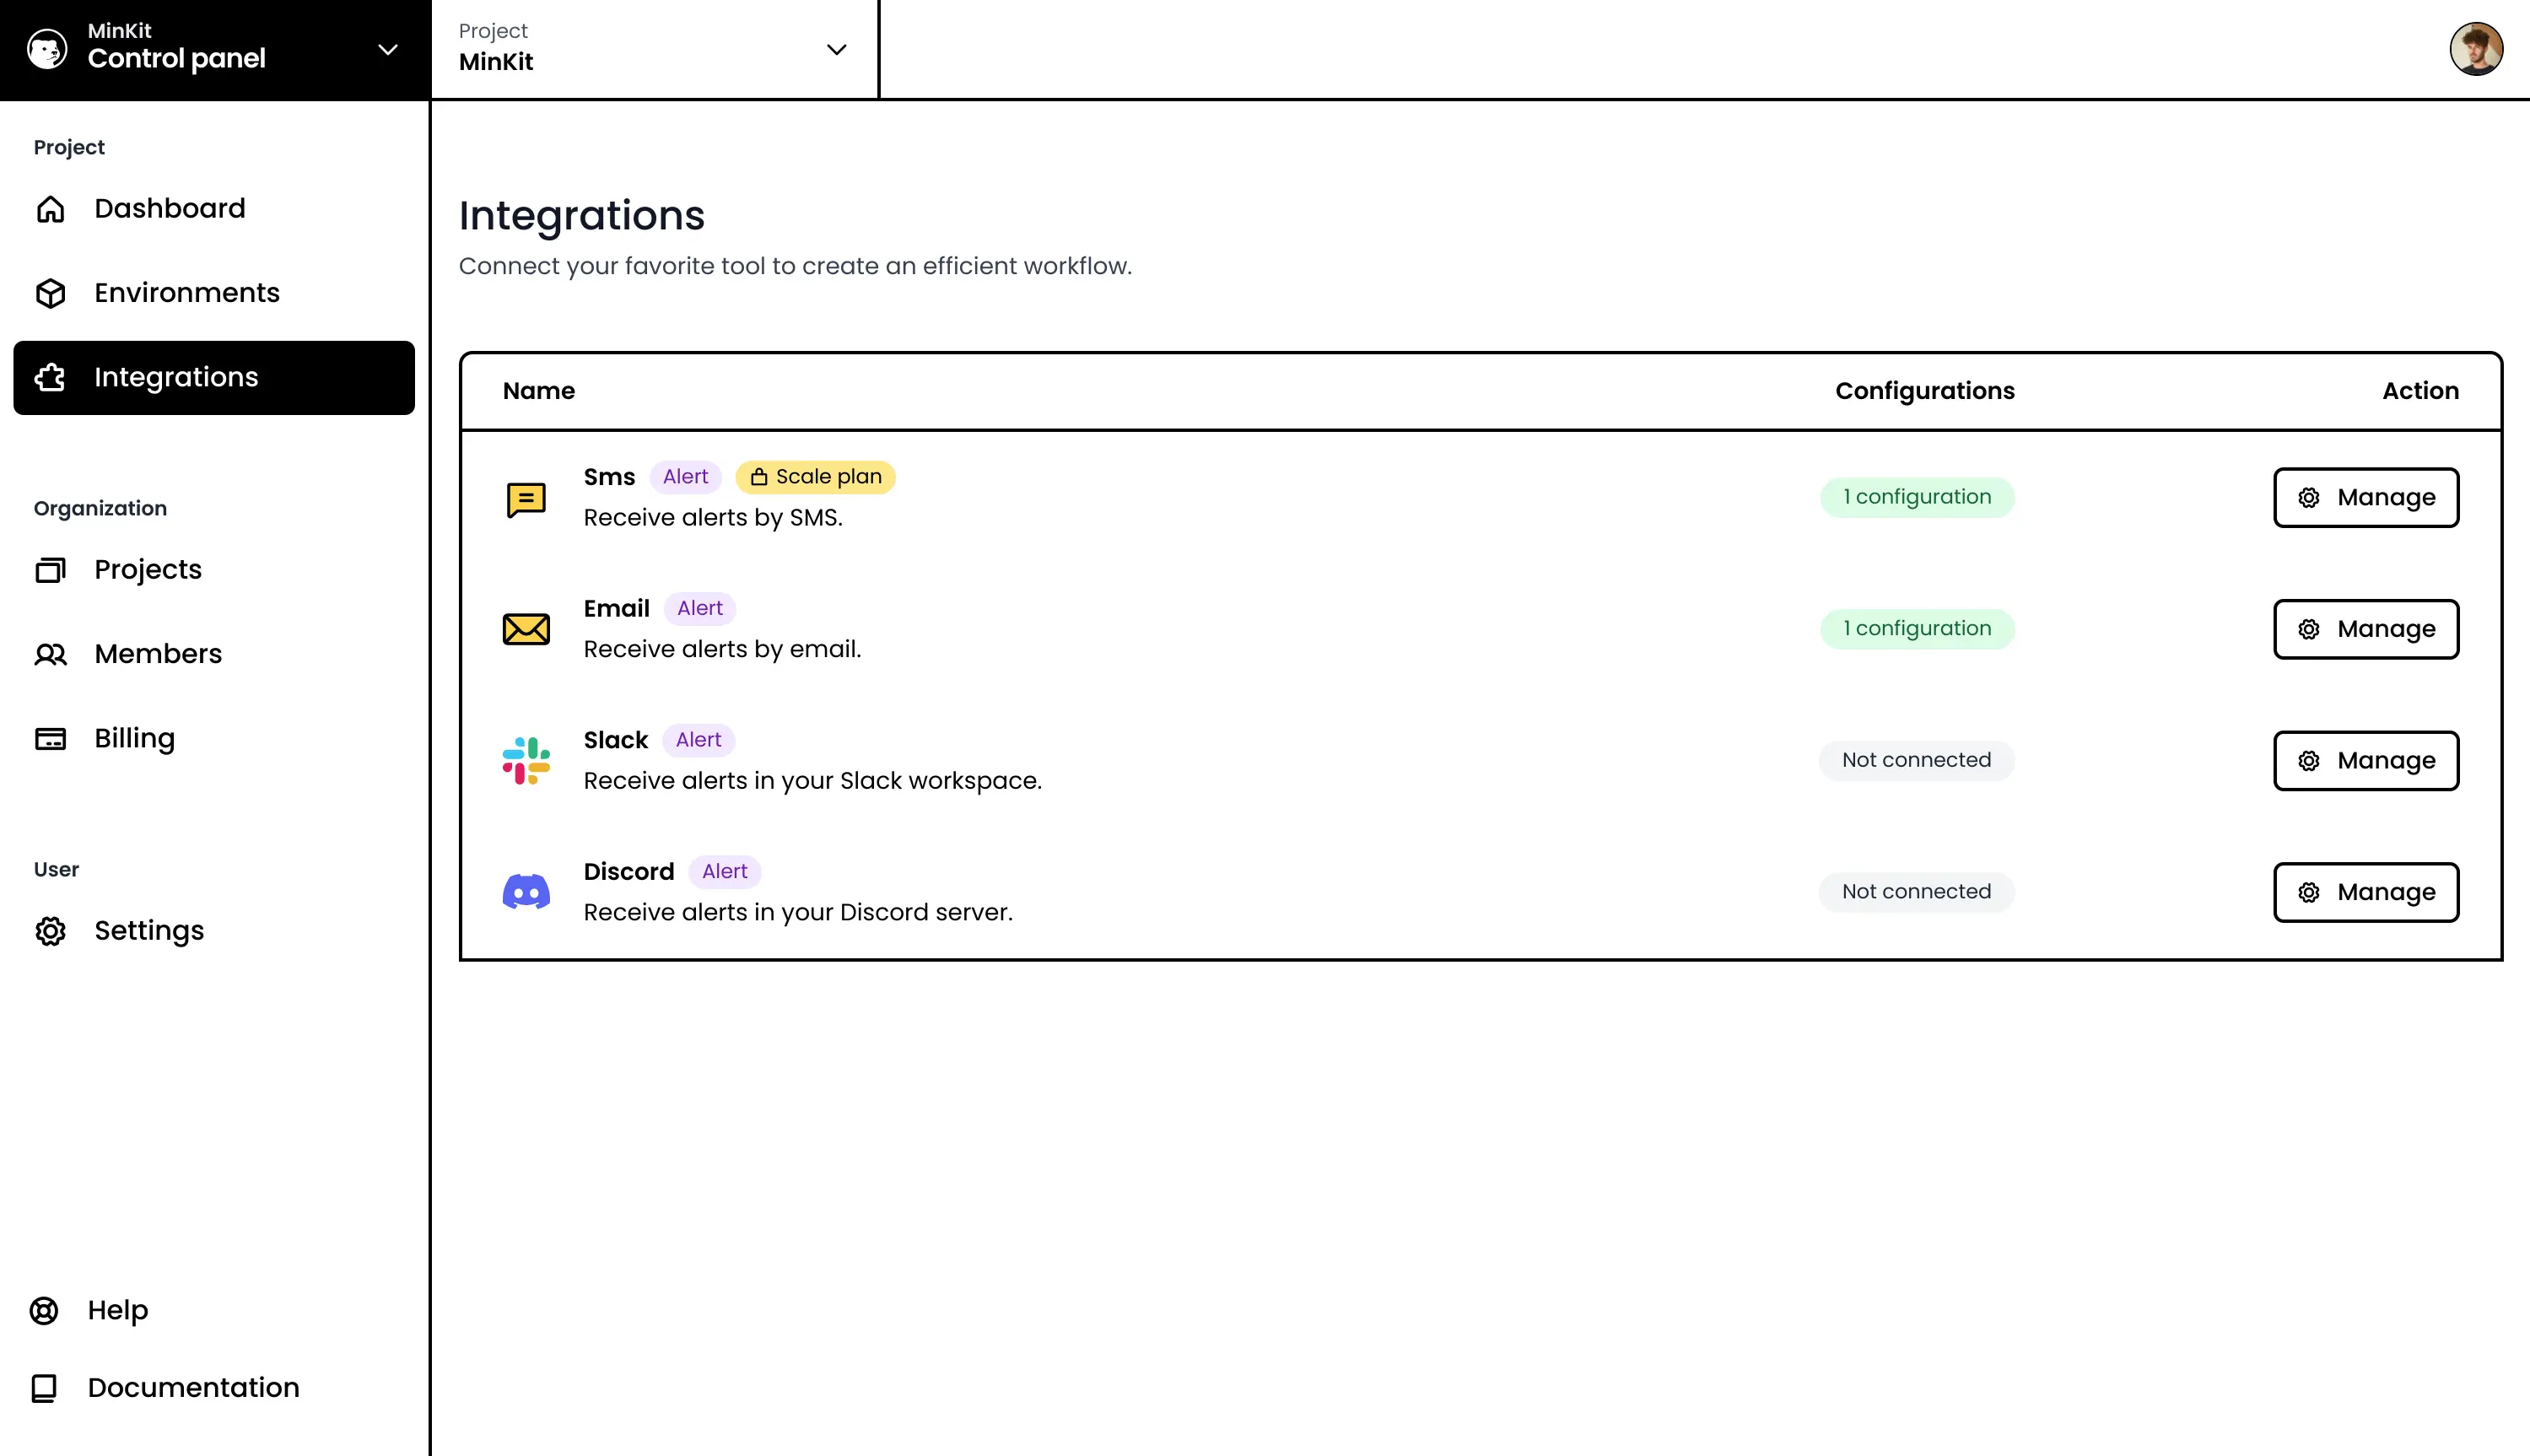 MinKit
Control panel
Project
MinKit
Project
Dashboard
Environments
Integrations
Organization
Projects
Members
Billing
User
Settings
Help
Documentation
Integrations
Connect your favorite tool to create an efficient workflow.
Name Configurations Action
Sms Alert Scale plan
Receive alerts by SMS.
1 configuration
Manage
Email Alert
Receive alerts by email.
1 configuration
Manage
Slack Alert
Receive alerts in your Slack workspace.
Not connected
Manage
Discord Alert
Receive alerts in your Discord server.
Not connected
Manage